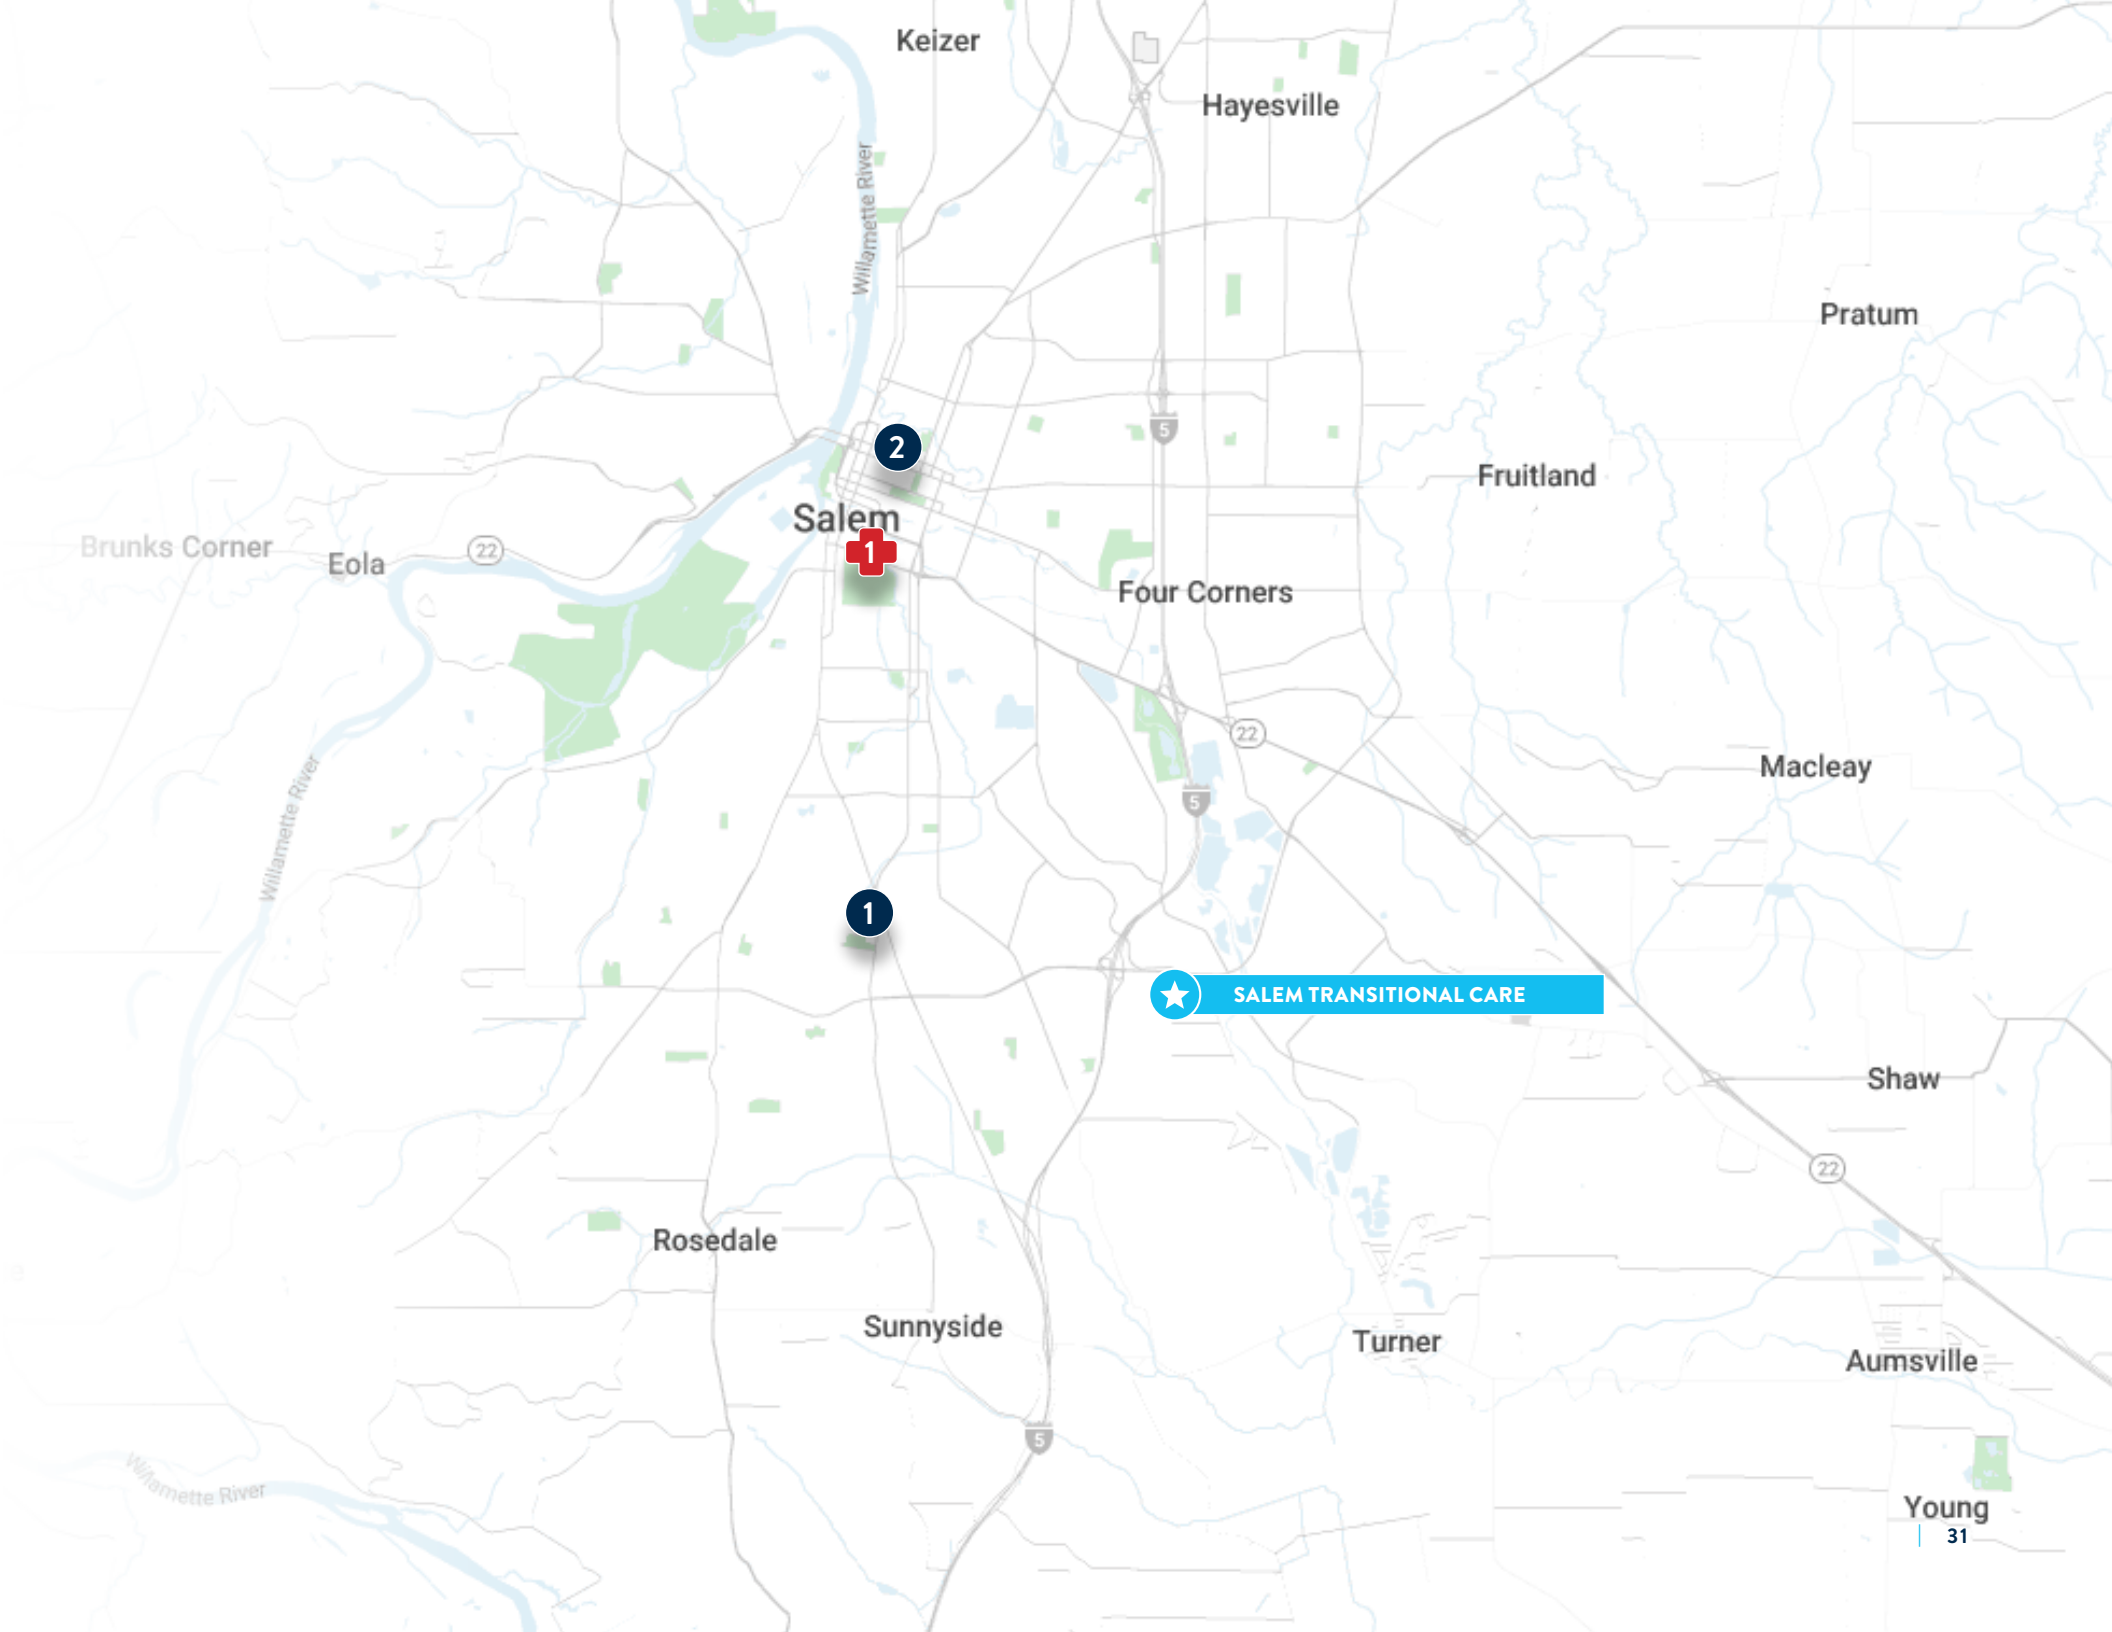 Keizer
Hayesville
Willamette River
Pratum
5
2
Fruitland
Salem
1
Brunks Corner
Eola
22
Four Corners
22
Macleay
5
Willamette River
1
SALEM TRANSITIONAL CARE
Shaw
22
Rosedale
Sunnyside
Turner
Aumsville
5
Willamette River
Young
31